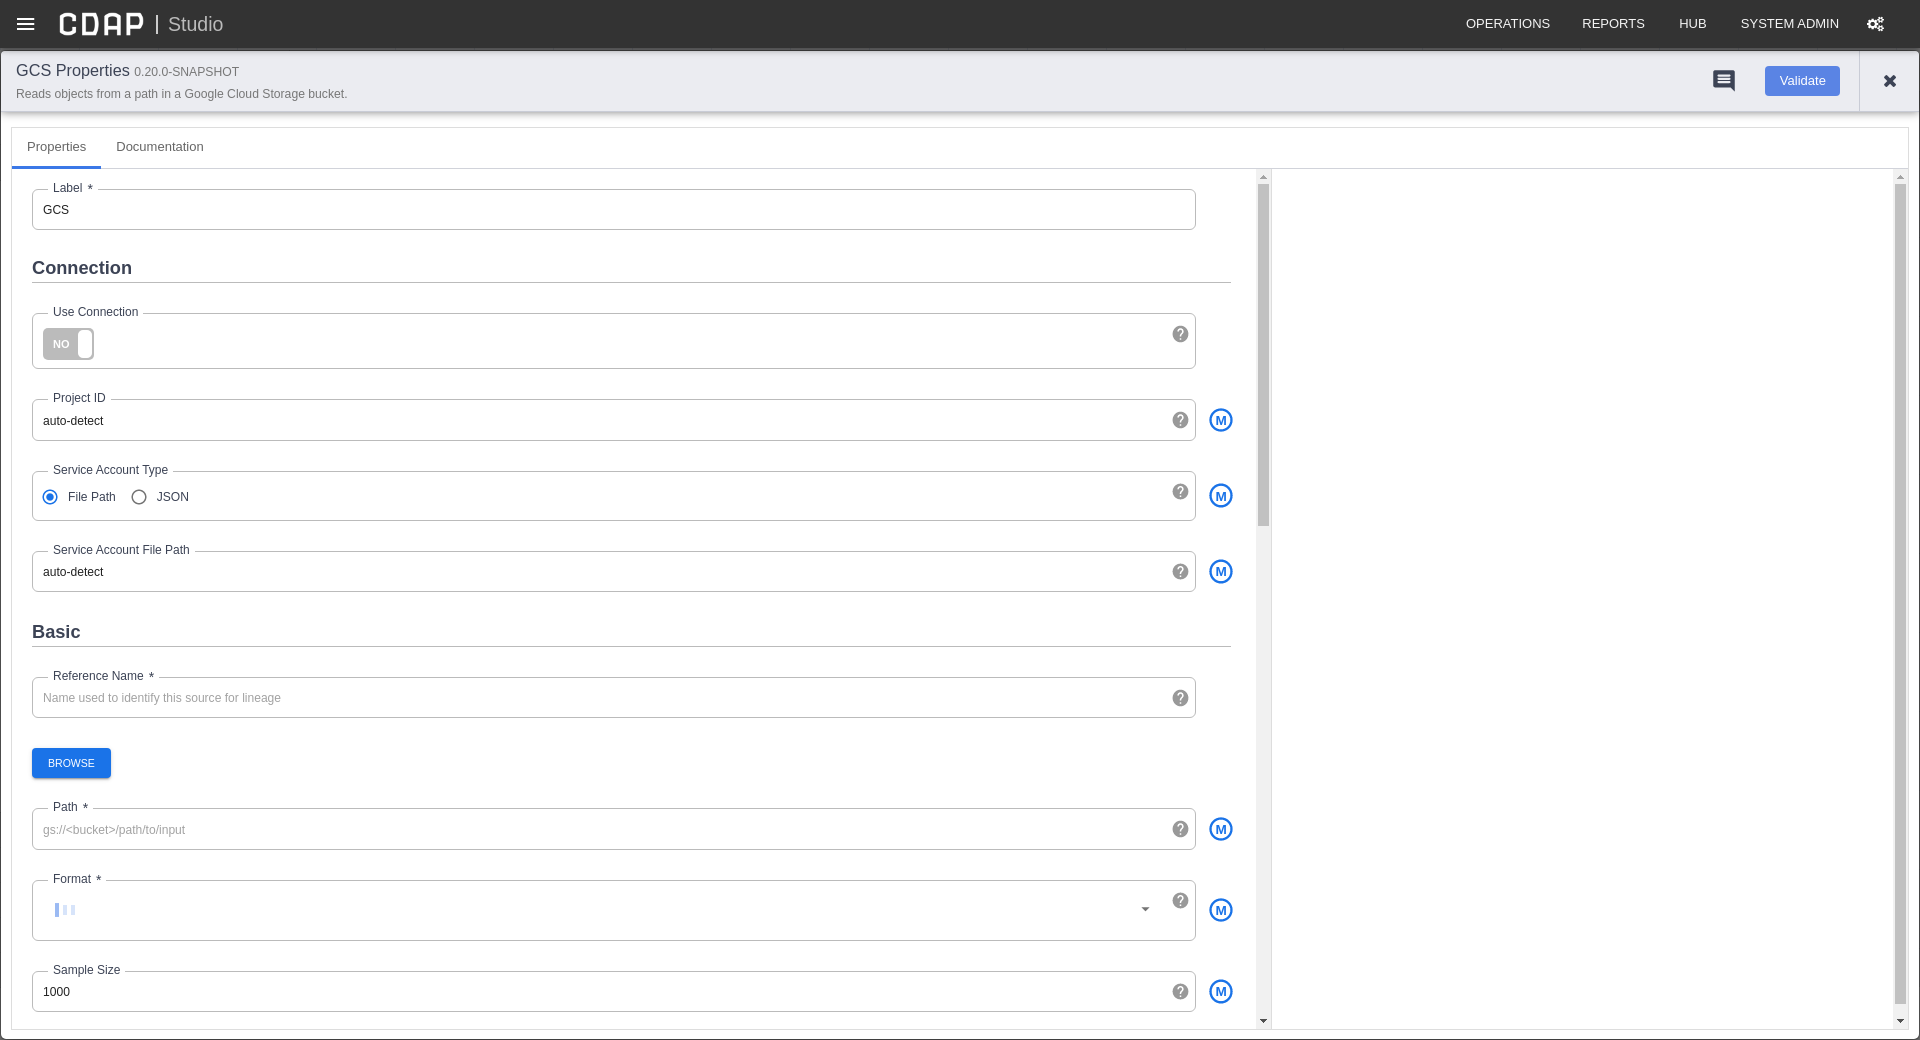 CDAP | Studio
OPERATIONS REPORTS HUB SYSTEM ADMIN
GCS Properties 0.20.0-SNAPSHOT
Reads objects from a path in a Google Cloud Storage bucket.
Validate
Properties Documentation
Label *
GCS
Connection
Use Connection
NO
?
Project ID
auto-detect
? M
Service Account Type
File Path JSON
? M
Service Account File Path
auto-detect
? M
Basic
Reference Name *
Name used to identify this source for lineage
?
BROWSE
Path *
gs://<bucket>/path/to/input
? M
Format *
? M
Sample Size
1000
? M